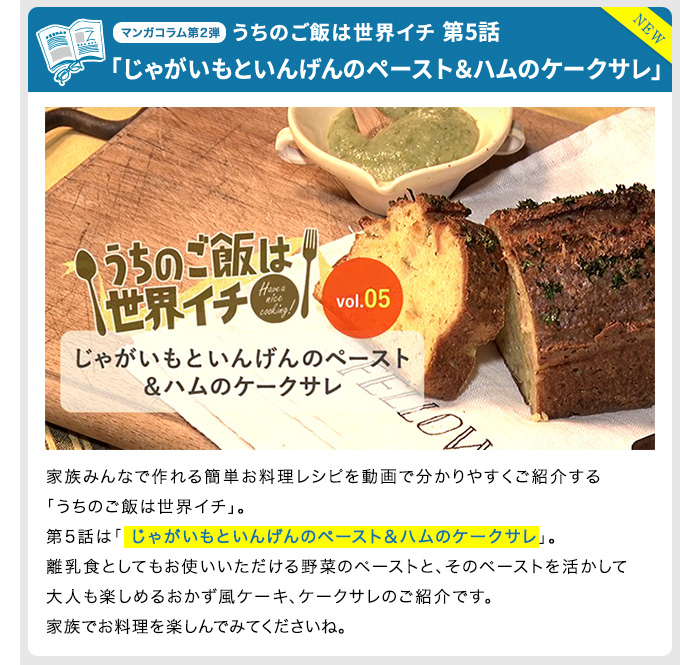 マンガコラム第2弾 うちのご飯は世界イチ 第5話
NEW
「じゃがいもといんげんのペースト&ハムのケークサレ」
うちのご飯は
世界イチ
Have a
nice
cooking!
vol.05
じゃがいもといんげんのペースト
&ハムのケークサレ
YELLOW
家族みんなで作れる簡単お料理レシピを動画で分かりやすくご紹介する
「うちのご飯は世界イチ」。
第5話は「じゃがいもといんげんのペースト&ハムのケークサレ」。
離乳食としてもお使いいただける野菜のペーストと、そのペーストを活かして
大人も楽しめるおかず風ケーキ、ケークサレのご紹介です。
家族でお料理を楽しんでみてくださいね。